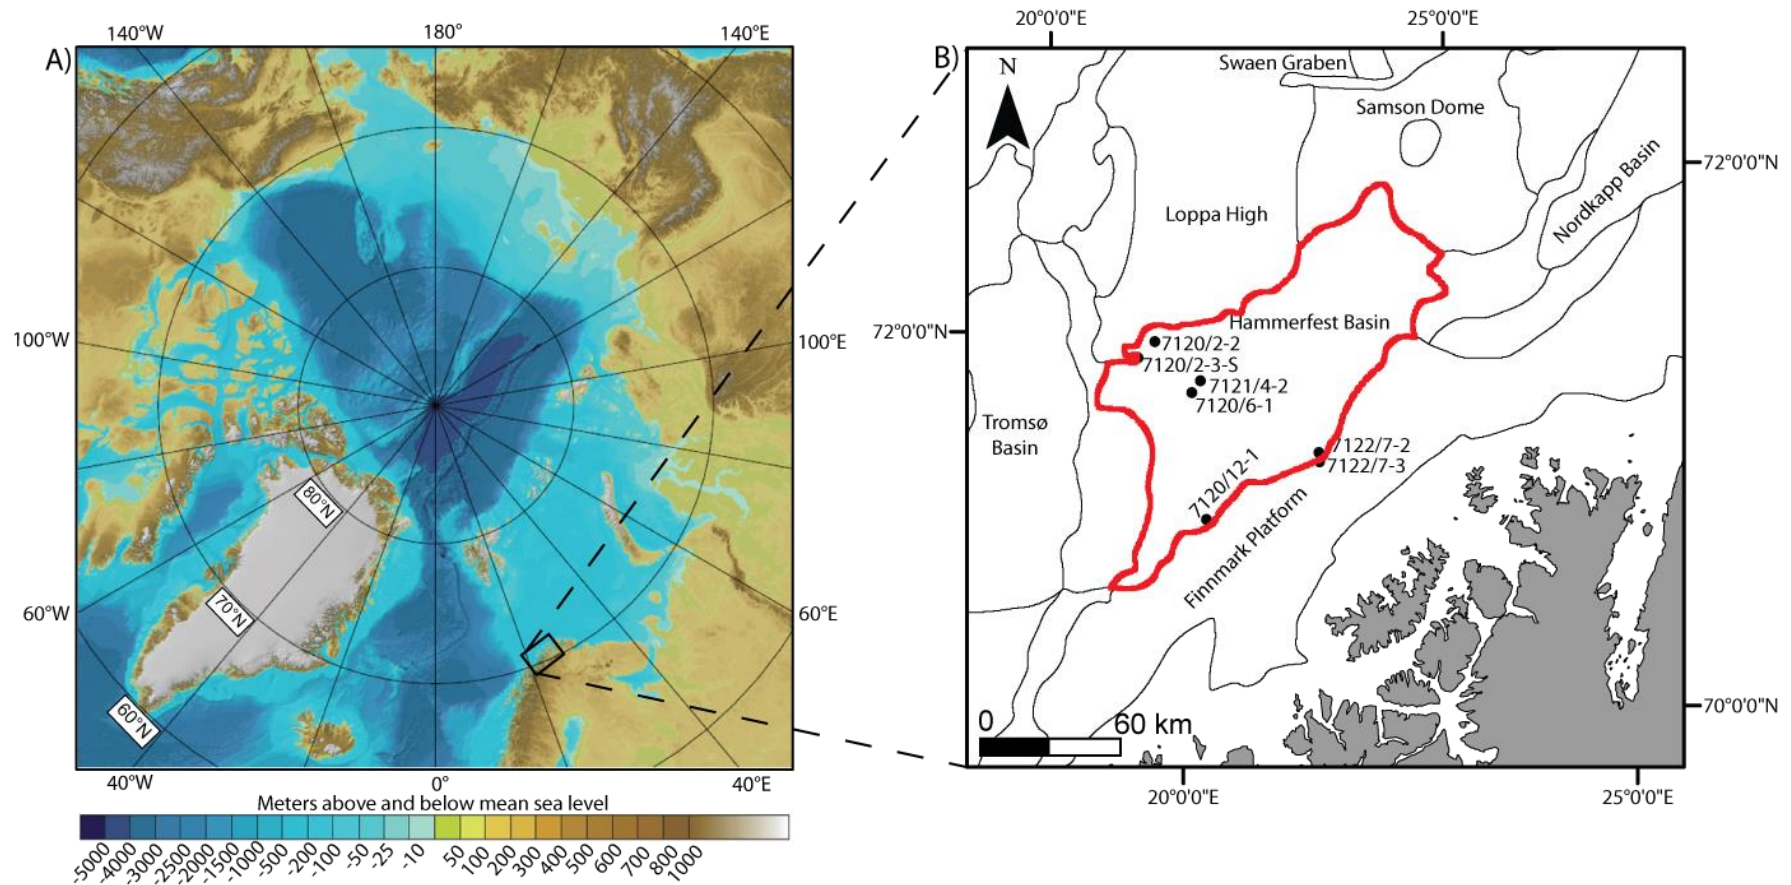 A)
140°W
180°
140°E
100°W
100°E
60°W
60°E
80°N
70°N
60°N
40°W
0°
40°E
Meters above and below mean sea level
-5000
-4000
-3000
-2500
-2000
-1500
-1000
-500
-200
-100
-50
-25
-10
50
100
200
300
400
500
600
700
800
1000
B)
20°0'0"E
25°0'0"E
N
Swaen Graben
Samson Dome
72°0'0"N
Nordkapp Basin
Loppa High
72°0'0"N
Hammerfest Basin
7120/2-2
7120/2-3-S
7121/4-2
7120/6-1
Tromsø
Basin
7122/7-2
7122/7-3
7120/12-1
Finnmark Platform
70°0'0"N
0
60 km
20°0'0"E
25°0'0"E